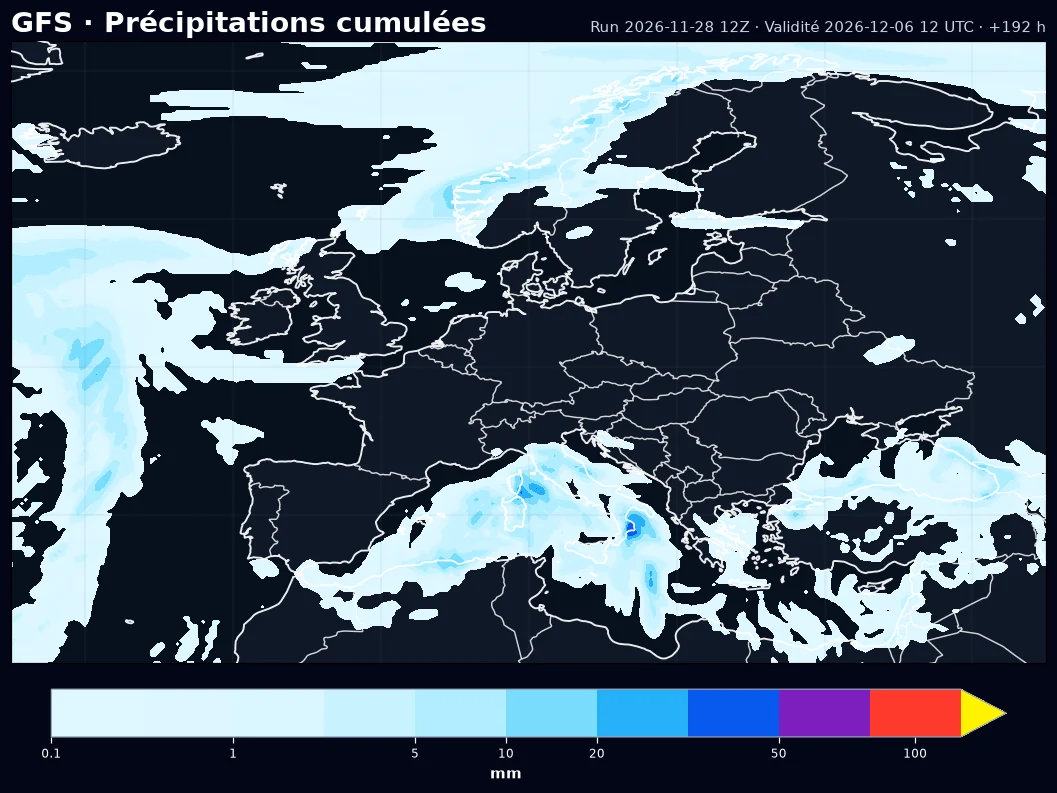 GFS · Précipitations cumulées
Run 2026-11-28 12Z · Validité 2026-12-06 12 UTC · +192 h
0.1 1 5 10 20 50 100
mm